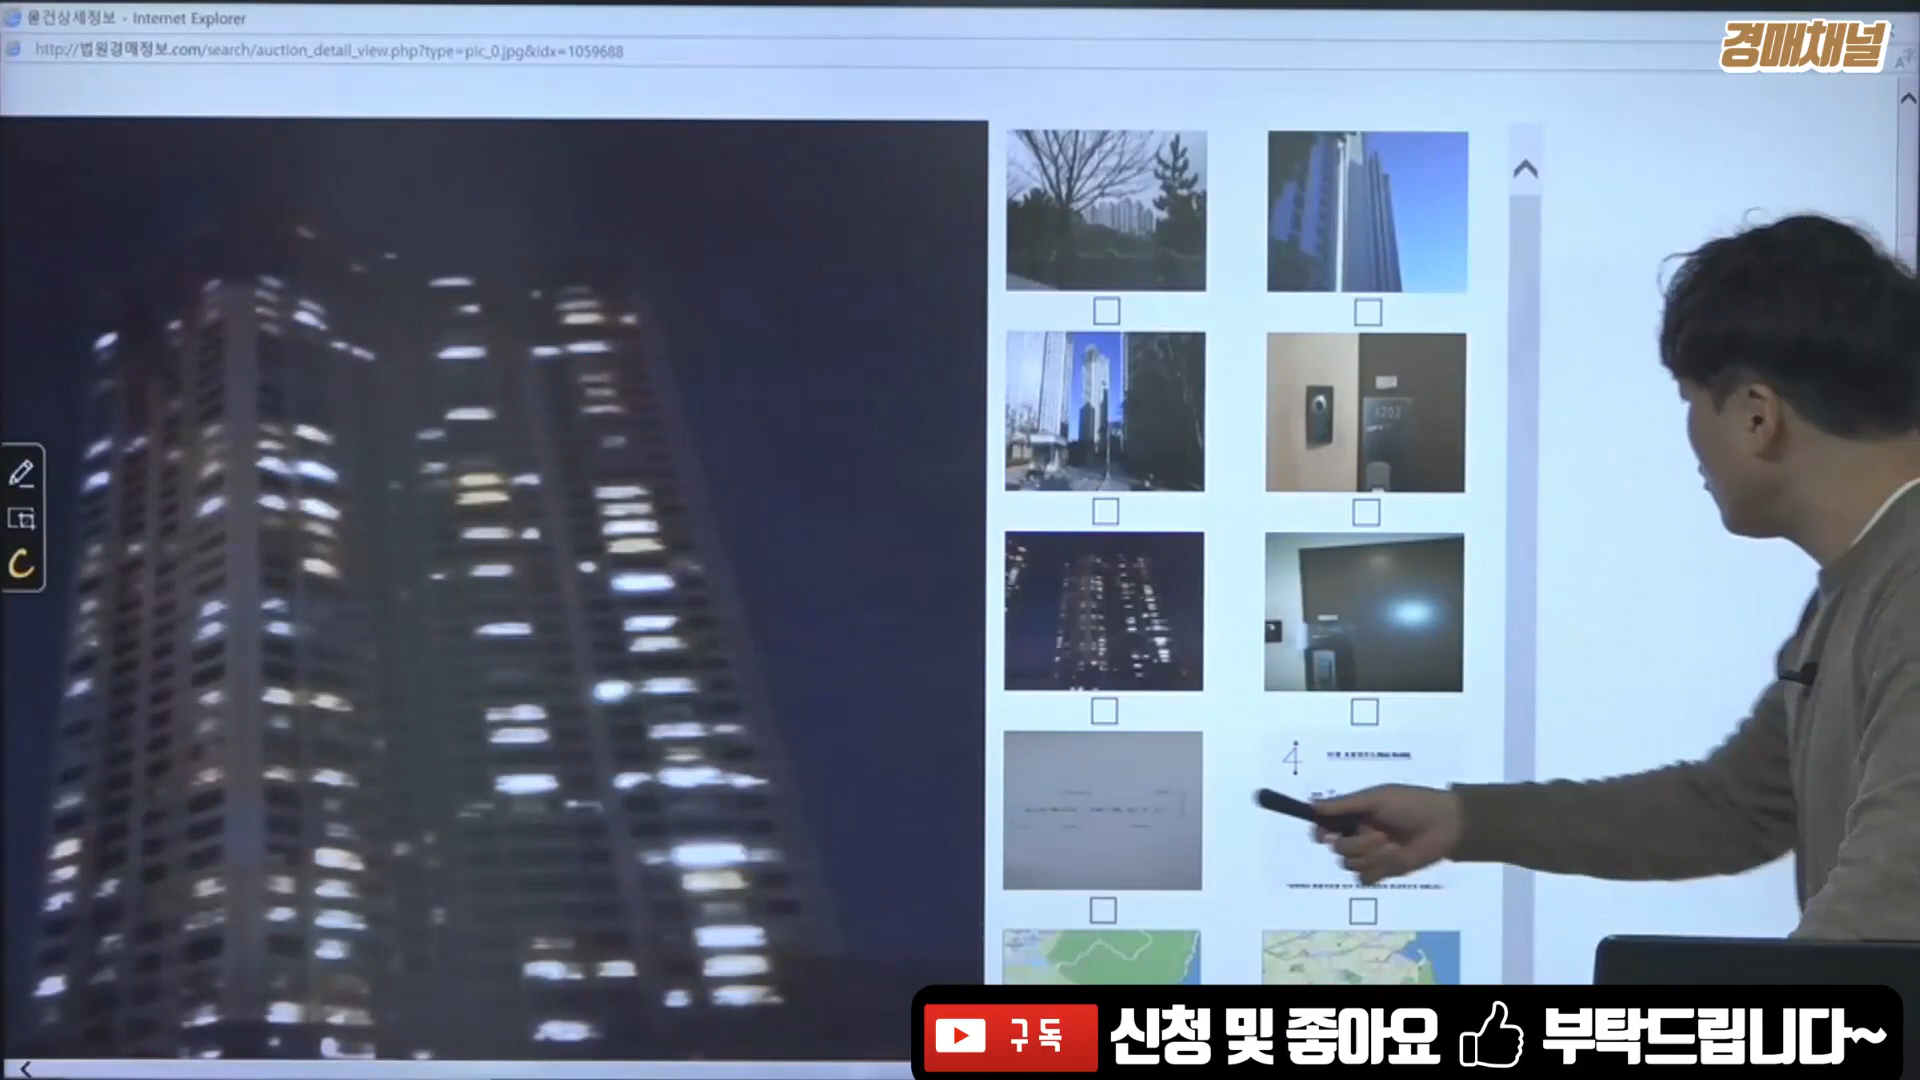 물건상세정보 - Internet Explorer
http://법원경매정보.com/search/auction_detail_view.php?type=pic_0.jpg&idx=1059688
경매채널
4
구독
신청 및 좋아요 부탁드립니다~